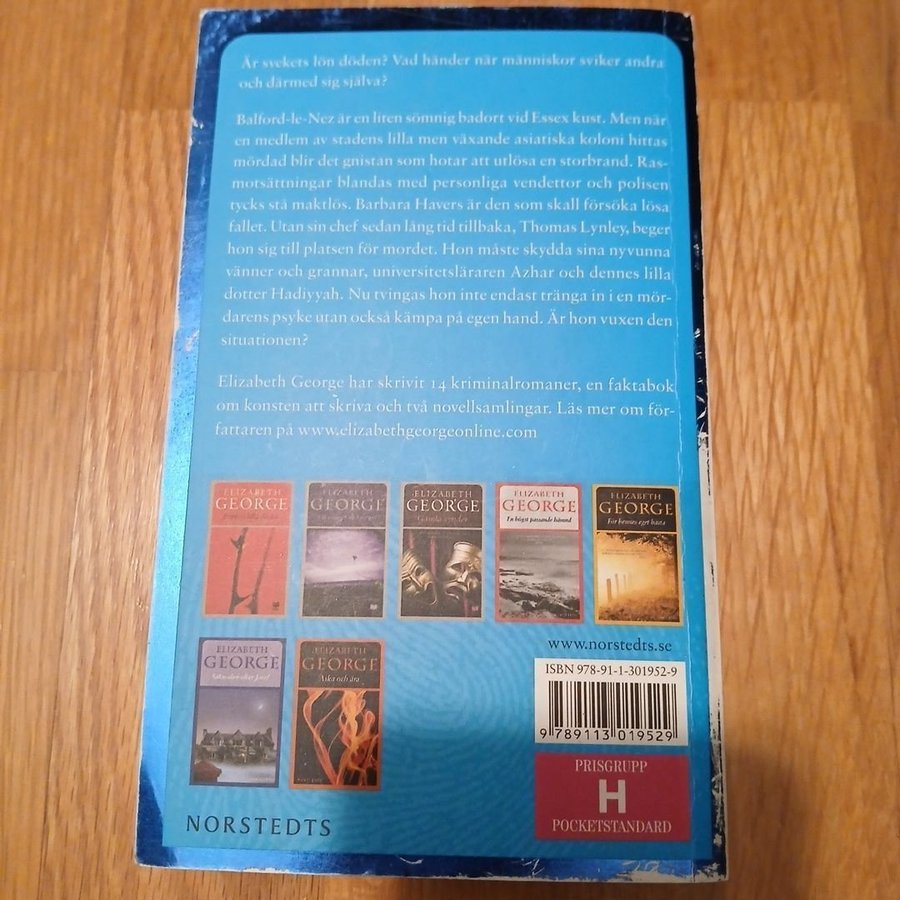 Är svekets lön döden? Vad händer när människor sviker andra
och därmed sig själva?
Balford-le-Nez är en liten sömnig badort vid Essex kust. Men när
en medlem av stadens lilla men växande asiatiska koloni hittas
mördad blir det gnistan som hotar att utlösa en storbrand. Ras-
motsättningar blandas med personliga vendettor och polisen
tycks stå maktlös. Barbara Havers är den som skall försöka lösa
fallet. Utan sin chef sedan lång tid tillbaka, Thomas Lynley, beger
hon sig till platsen för mordet. Hon måste skydda sina nyvunna
vänner och grannar, universitetsläraren Azhar och dennes lilla
dotter Hadiyyah. Nu tvingas hon inte endast tränga in i en mör-
darens psyke utan också kämpa på egen hand. Är hon vuxen den
situationen?
Elizabeth George har skrivit 14 kriminalromaner, en faktabok
om konsten att skriva och två novellsamlingar. Läs mer om för-
fattaren på www.elizabethgeorgeonline.com
ELIZABETH
GEORGE
ELIZABETH
GEORGE
ELIZABETH
GEORGE
Gamla synder
ELIZABETH
GEORGE
En högst passande hämnd
ELIZABETH
GEORGE
För hennes eget bästa
ELIZABETH
GEORGE
Saknaden efter Josef
ELIZABETH
GEORGE
Aska och ära
www.norstedts.se
ISBN 978-91-1-301952-9
9 789113 019529
PRISGRUPP
H
POCKETSTANDARD
NORSTEDTS